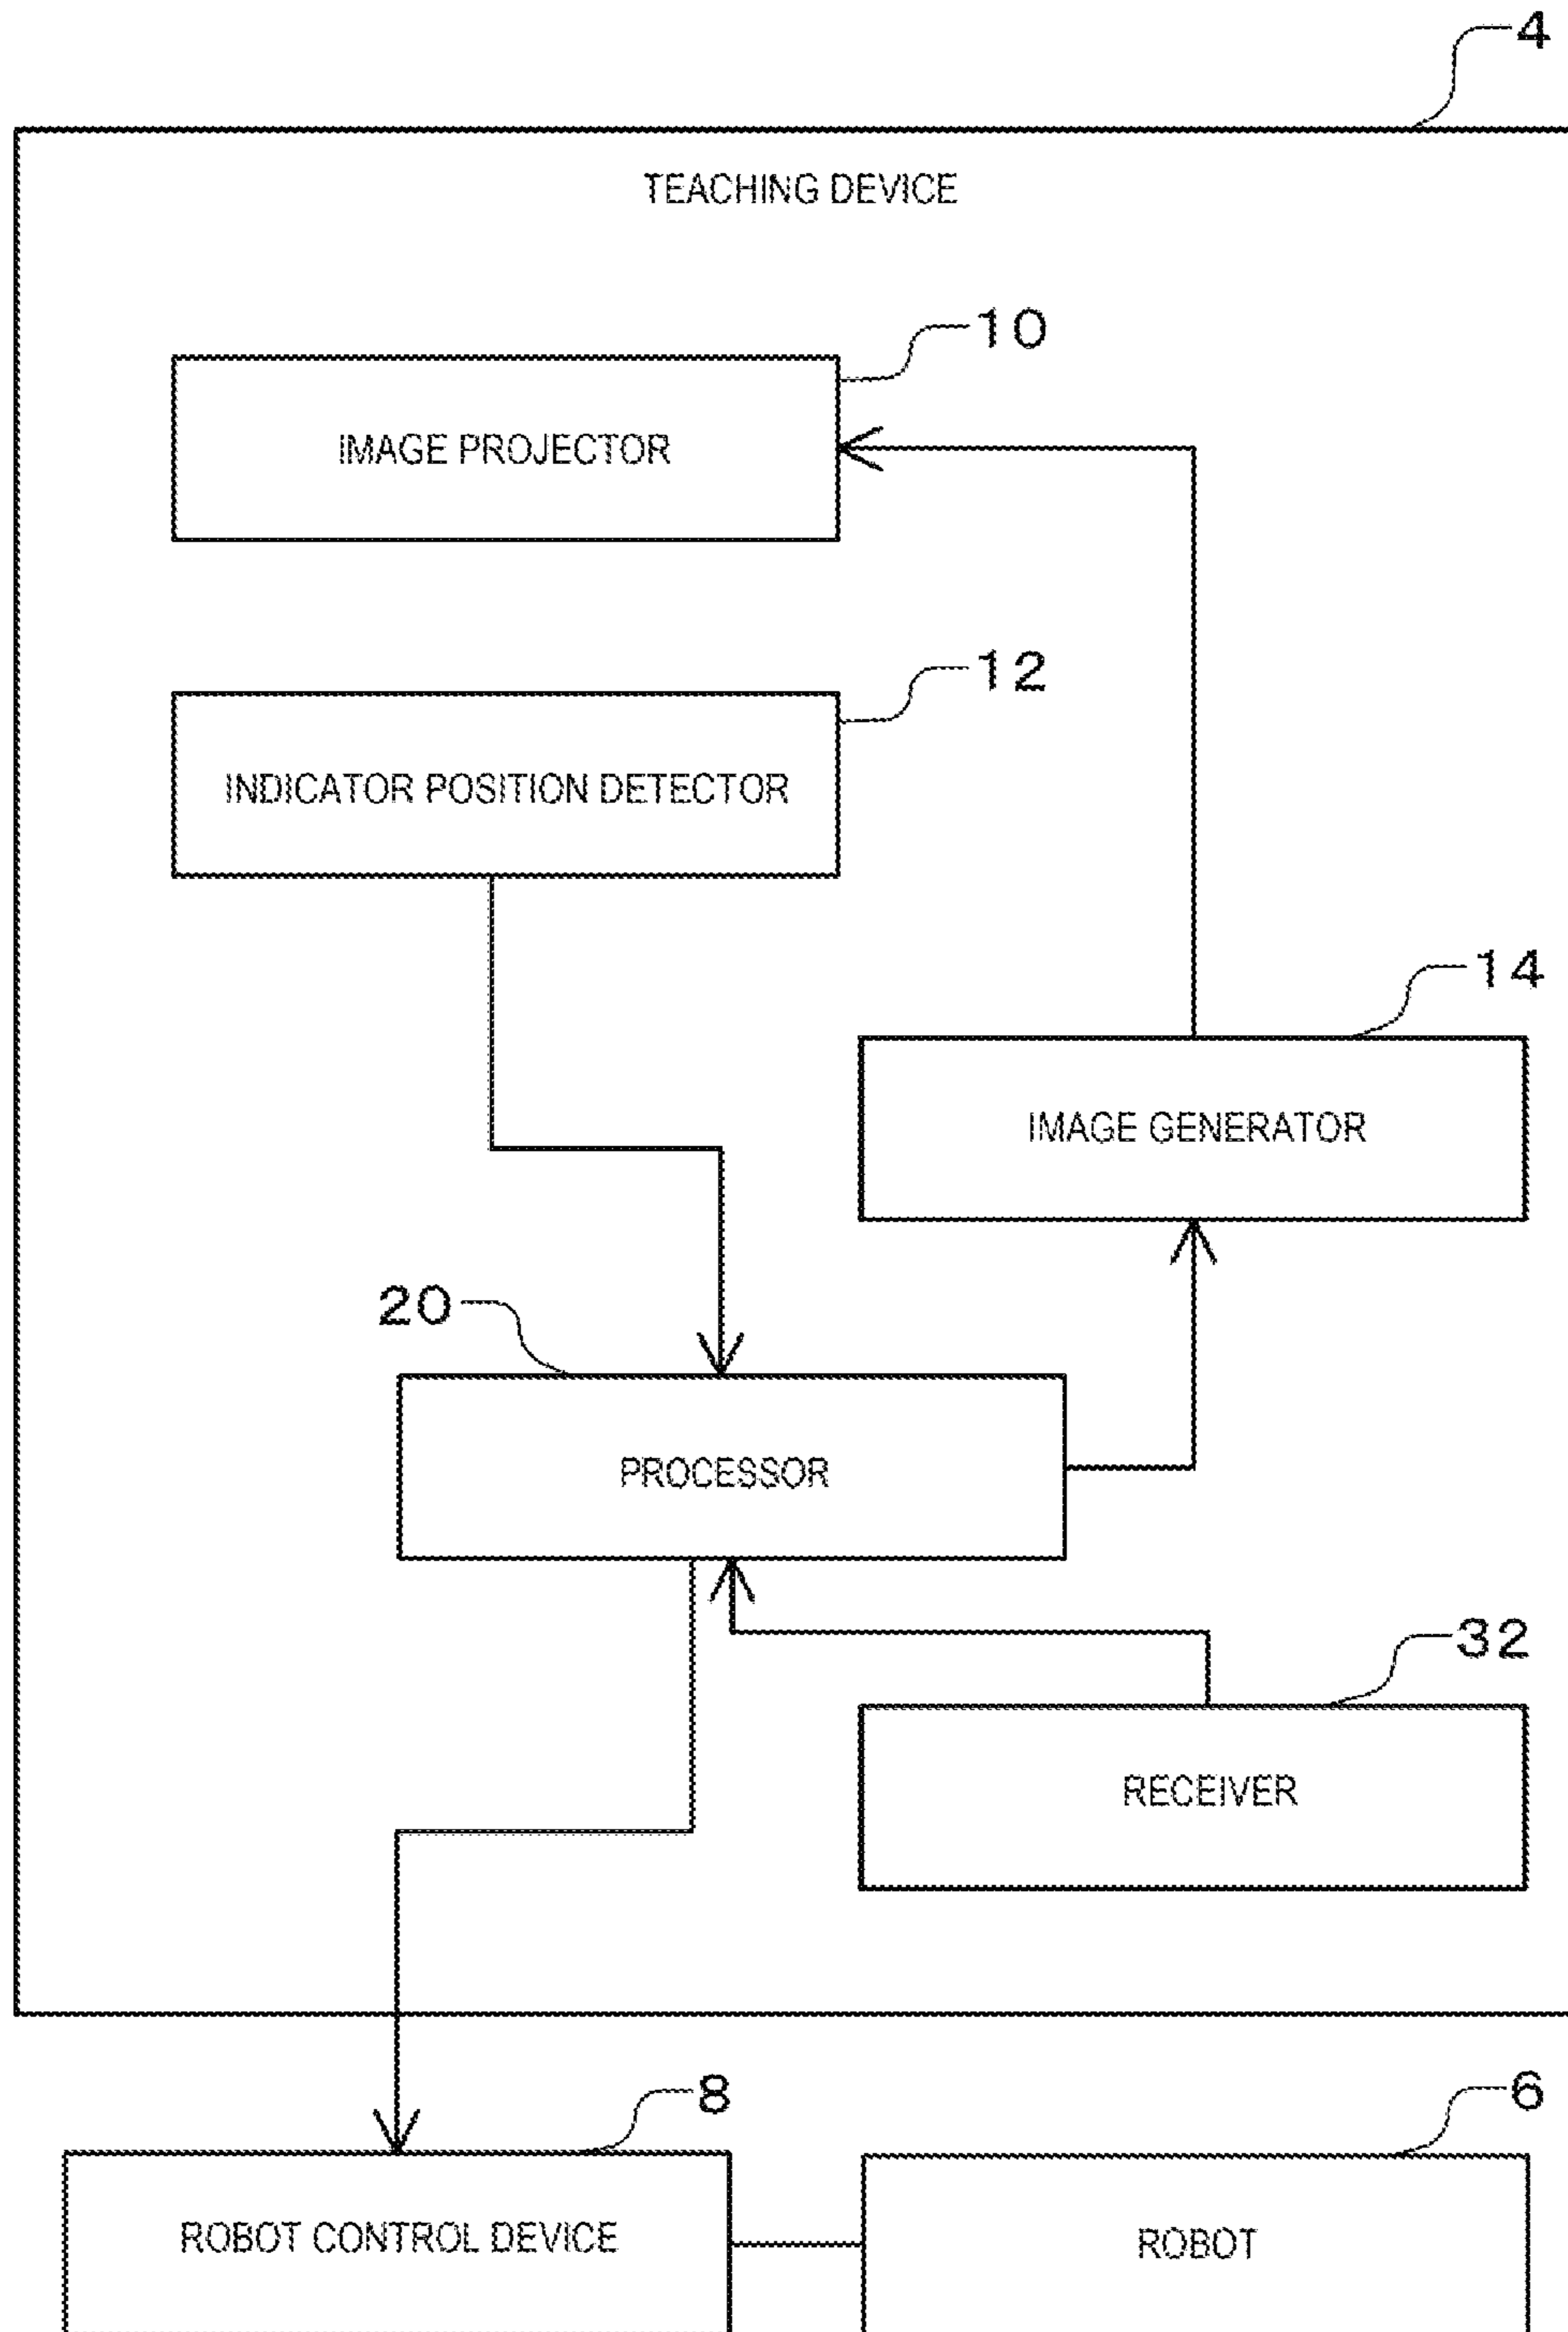 4
TEACHING DEVICE
10
IMAGE PROJECTOR
12
INDICATOR POSITION DETECTOR
14
IMAGE GENERATOR
20
PROCESSOR
32
RECEIVER
8
6
ROBOT CONTROL DEVICE
ROBOT